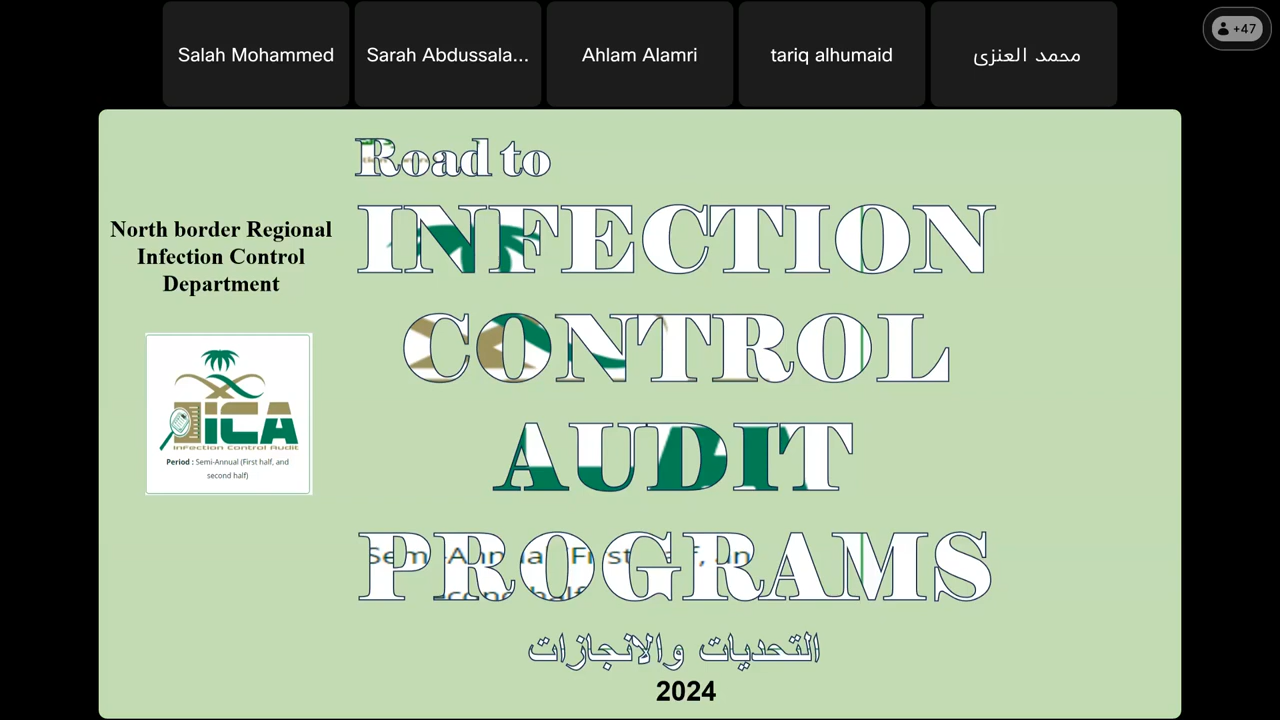 Salah Mohammed
Sarah Abdussala...
Ahlam Alamri
tariq alhumaid
محمد العنزي
+47
Road to
INFECTION
CONTROL
AUDIT
PROGRAMS
التحديات والانجازات
2024
North border Regional
Infection Control
Department
ICA
Infection Control Audit
Period : Semi-Annual (First half, and
second half)